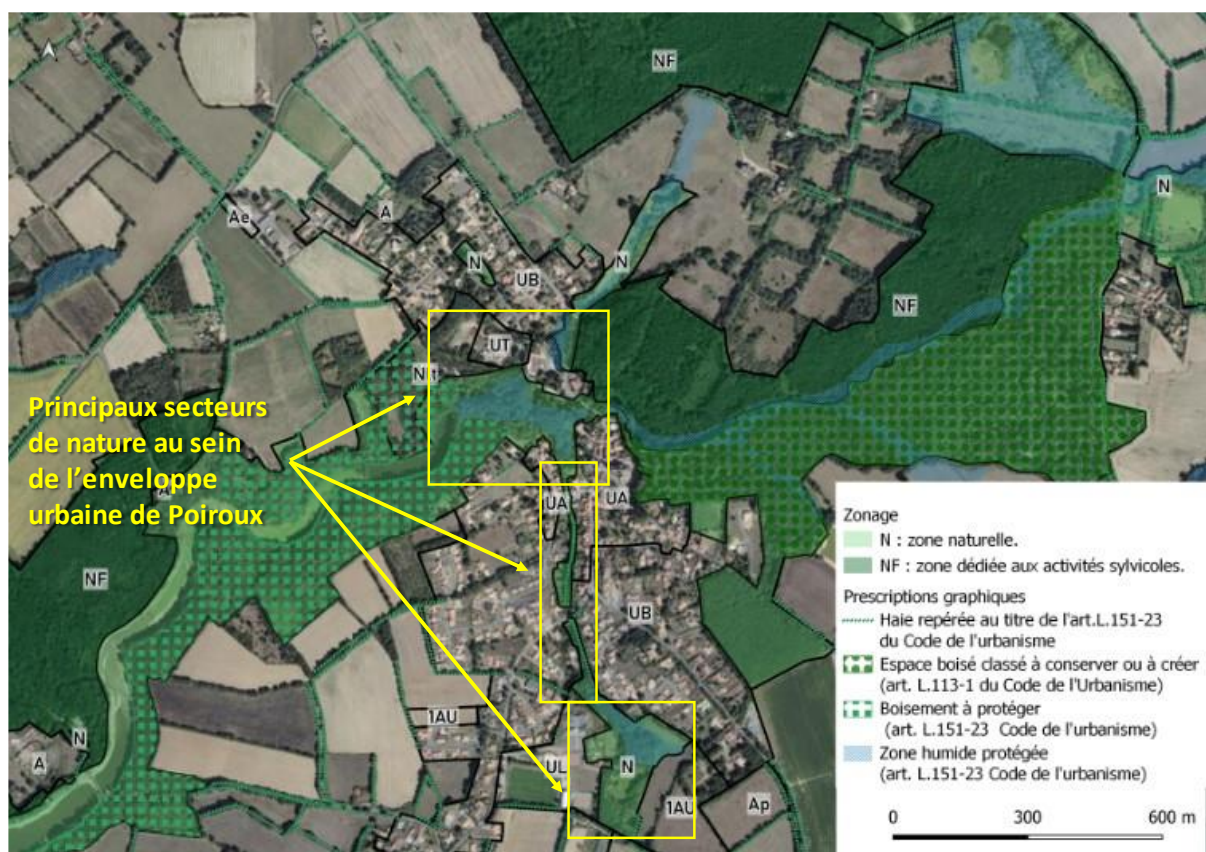 NF
N
Ae
A
N
UB
N
NF
UT
Principaux secteurs
de nature au sein
de l'enveloppe
urbaine de Poiroux
A
UA
UA
NF
UB
1AU
UL
N
1AU
Ap
N
A
Zonage
N : zone naturelle.
NF : zone dédiée aux activités sylvicoles.
Prescriptions graphiques
Haie repérée au titre de l'art.L.151-23
du Code de l'urbanisme
Espace boisé classé à conserver ou à créer
(art. L.113-1 du Code de l'Urbanisme)
Boisement à protéger
(art. L.151-23 Code de l'urbanisme)
Zone humide protégée
(art. L.151-23 Code de l'urbanisme)
0 300 600 m